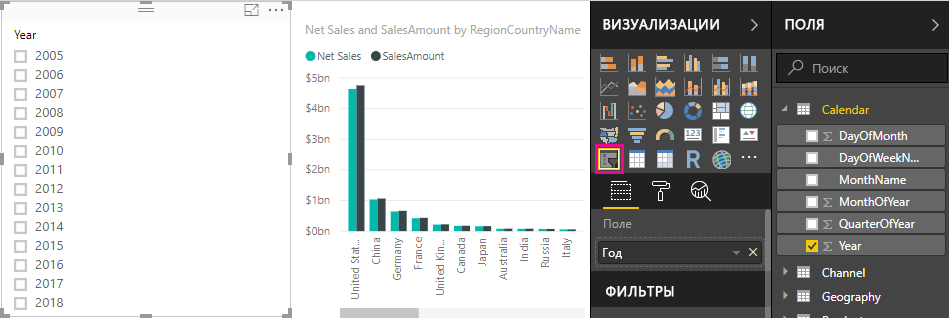 Year
2005
2006
2007
2008
2009
2010
2011
2012
2013
2014
2015
2016
2017
2018
Net Sales and SalesAmount by RegionCountryName
Net Sales SalesAmount
$5bn
$4bn
$3bn
$2bn
$1bn
$0bn
United Stat...
China
Germany
France
United Kin...
Canada
Japan
Australia
India
Russia
Italy
ВИЗУАЛИЗАЦИИ
123
R
Поле
Год
ФИЛЬТРЫ
ПОЛЯ
Поиск
Calendar
DayOfMonth
DayOfWeekN...
MonthName
MonthOfYear
QuarterOfYear
Year
Channel
Geography